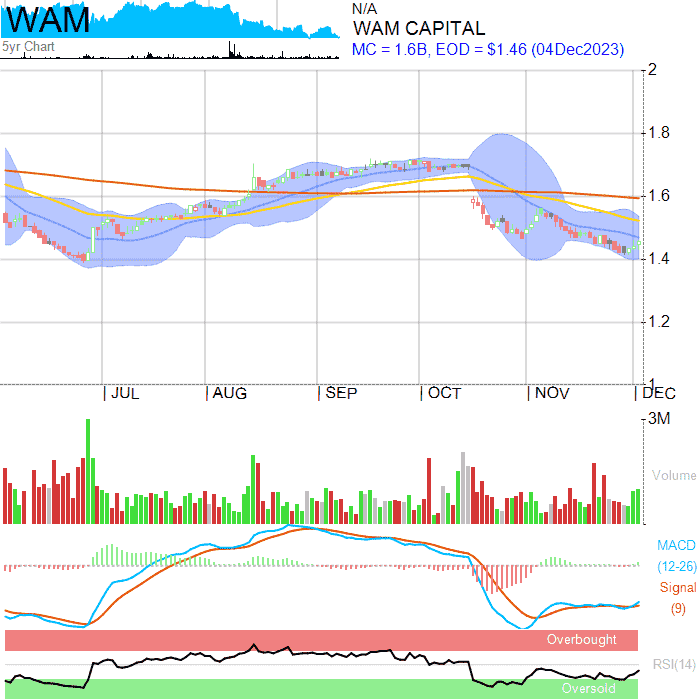 WAM
5yr Chart
N/A
WAM CAPITAL
MC = 1.6B, EOD = $1.46 (04Dec2023)
2
1.8
1.6
1.4
1.2
1
JUL
AUG
SEP
OCT
NOV
DEC
3M
Volume
MACD
(12-26)
Signal
(9)
Overbought
RSI(14)
Oversold